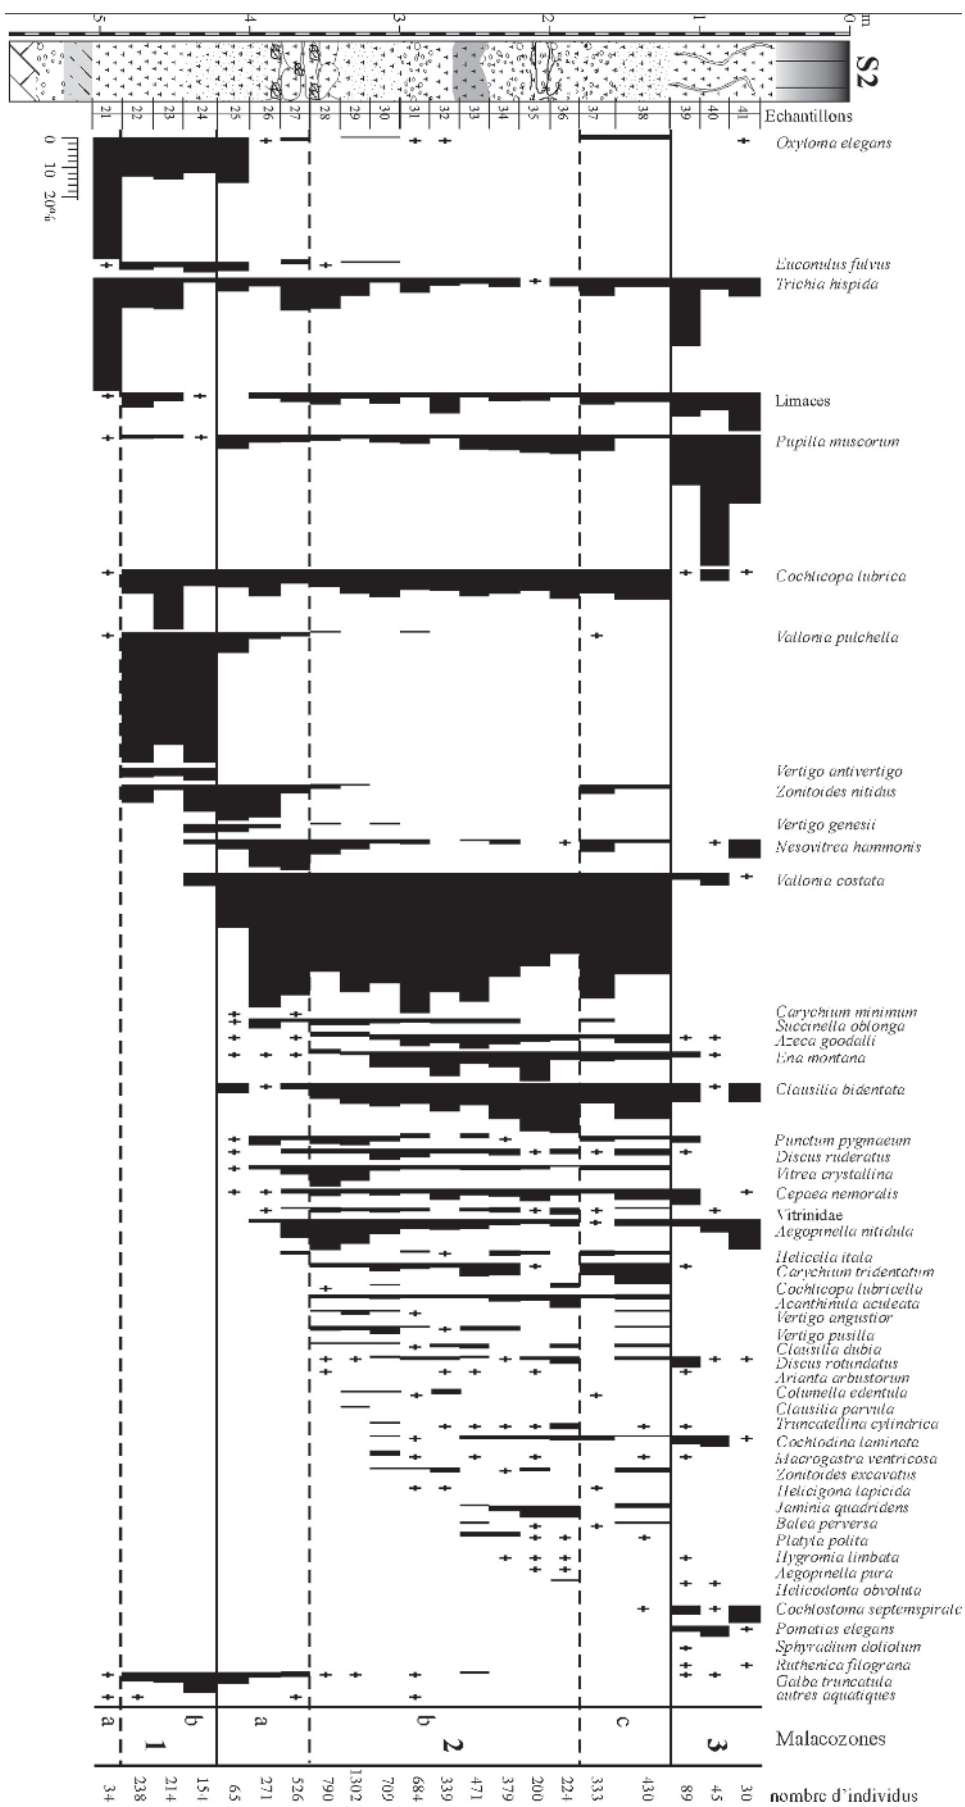 m
0
1
2
3
4
5
S2
Echantillons
21 22 23 24 25 26 27 28 29 30 31 32 33 34 35 36 37 38 39 40 41
0 10 20%
Oxyloma elegans
Euconulus fulvus
Trichia hispida
Limaces
Pupilla muscorum
Cochlicopa lubrica
Vallonia pulchella
Vertigo antivertigo
Zonitoides nitidus
Vertigo genesii
Nesovitrea hammonis
Vallonia costata
Carychium minimum
Succinella oblonga
Azeca goodalli
Ena montana
Clausilia bidentata
Punctum pygmaeum
Discus ruderatus
Vitrea crystallina
Cepaea nemoralis
Vitrinidae
Aegopinella nitidula
Helicella itala
Carychium tridentatum
Cochlicopa lubricella
Acanthinula aculeata
Vertigo angustior
Vertigo pusilla
Clausilia dubia
Discus rotundatus
Arianta arbustorum
Columella edentula
Clausilia parvula
Truncatellina cylindrica
Cochlodina laminata
Macrogastra ventricosa
Zonitoides excavatus
Helicigona lapicida
Jaminia quadridens
Balea perversa
Platyla polita
Hygromia limbata
Aegopinella pura
Helicodonta obvoluta
Cochlostoma septemspirale
Pomatias elegans
Sphyradium doliolum
Ruthenica filograna
Galba truncatula
autres aquatiques
a b a b c
1 2 3 Malacozones
34 238 214 154 65 271 526 790 1302 709 684 339 471 379 200 224 333 430 89 45 30 nombre d'individus